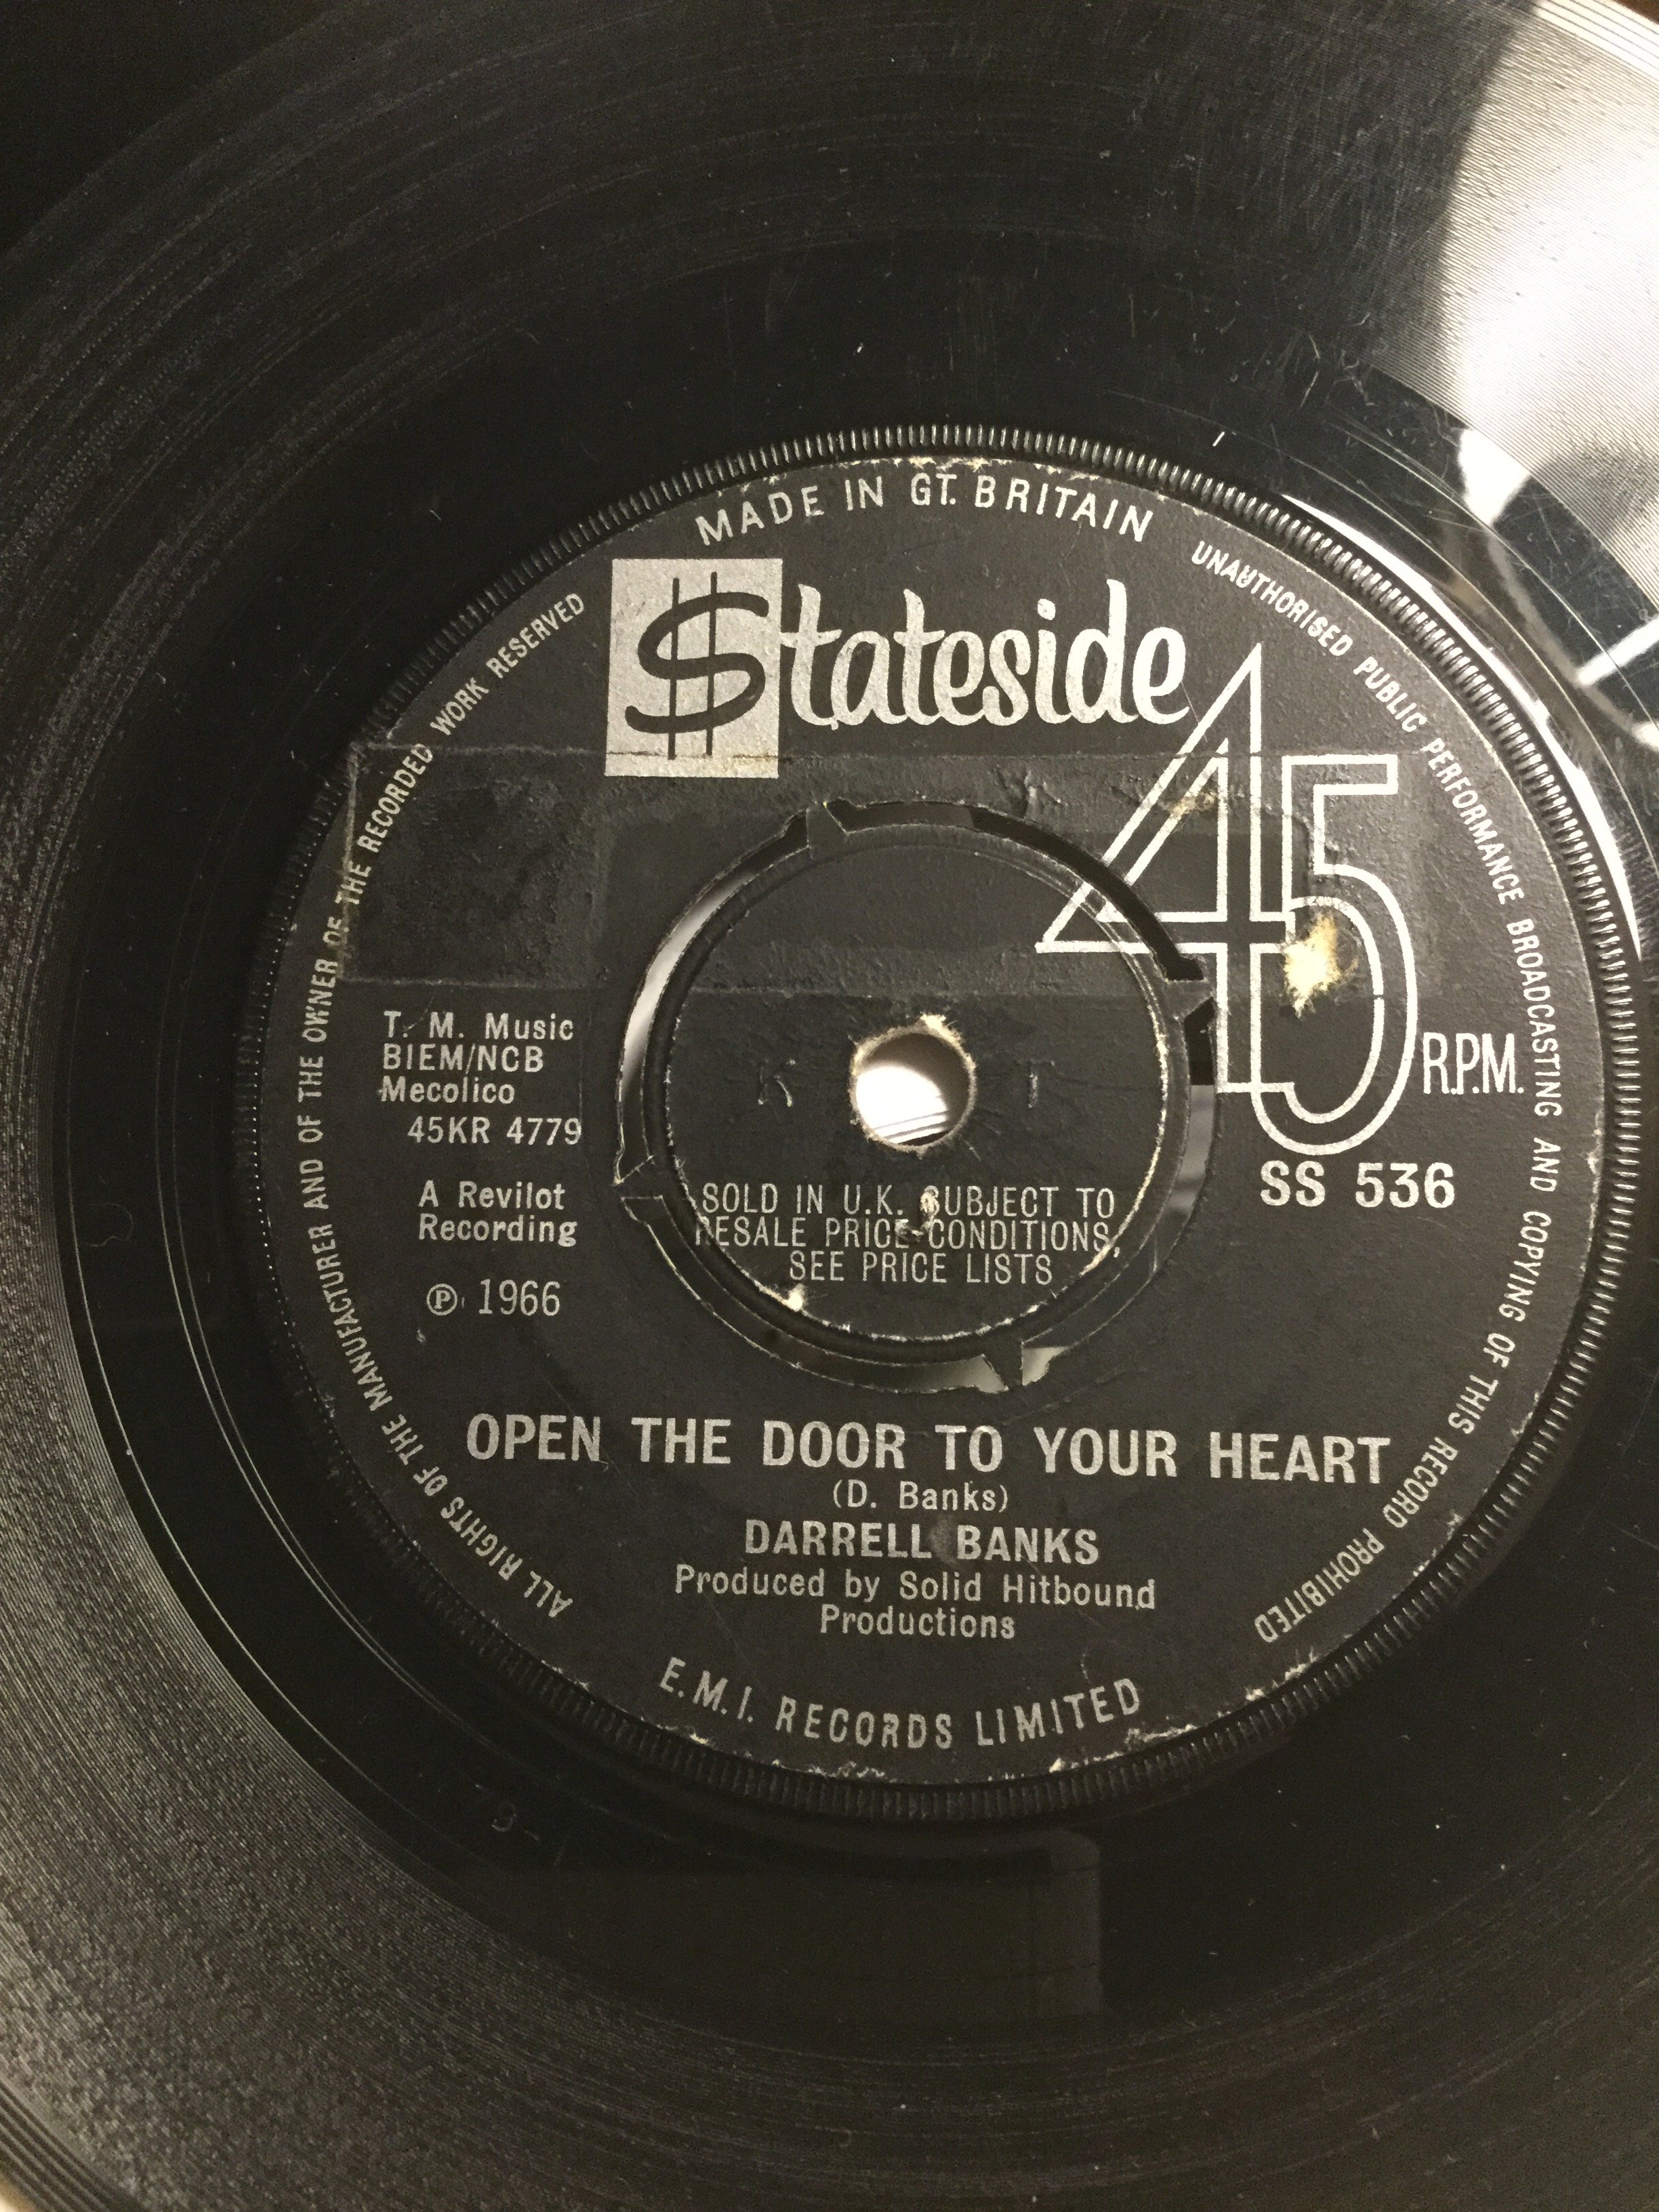 MADE IN GT. BRITAIN
$tateside
45
R.P.M.
SS 536
T. M. Music
BIEM/NCB
Mecolico
45KR 4779
A Revilot
Recording
℗ 1966
K T
SOLD IN U.K. SUBJECT TO
RESALE PRICE CONDITIONS,
SEE PRICE LISTS
OPEN THE DOOR TO YOUR HEART
(D. Banks)
DARRELL BANKS
Produced by Solid Hitbound
Productions
E.M.I. RECORDS LIMITED
ALL RIGHTS OF THE MANUFACTURER AND OF THE OWNER OF THE RECORDED WORK RESERVED
UNAUTHORISED PUBLIC PERFORMANCE BROADCASTING AND COPYING OF THIS RECORD PROHIBITED